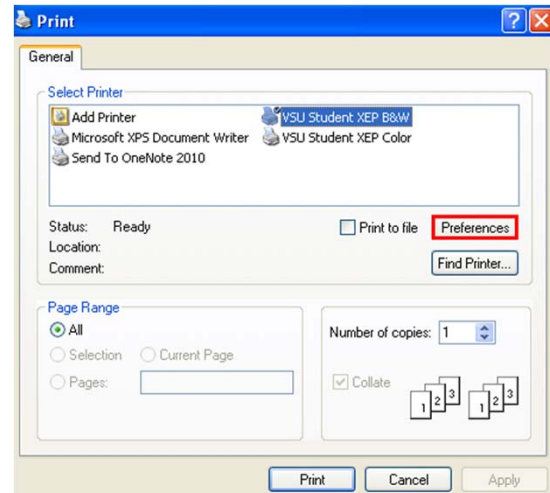 Print
General
Select Printer
Add Printer
VSU Student XEP B&W
Microsoft XPS Document Writer
VSU Student XEP Color
Send To OneNote 2010
Status: Ready
Print to file
Preferences
Location:
Comment:
Find Printer...
Page Range
All
Selection
Current Page
Pages:
Number of copies: 1
Collate
1 2 3
1 2 3
Print
Cancel
Apply